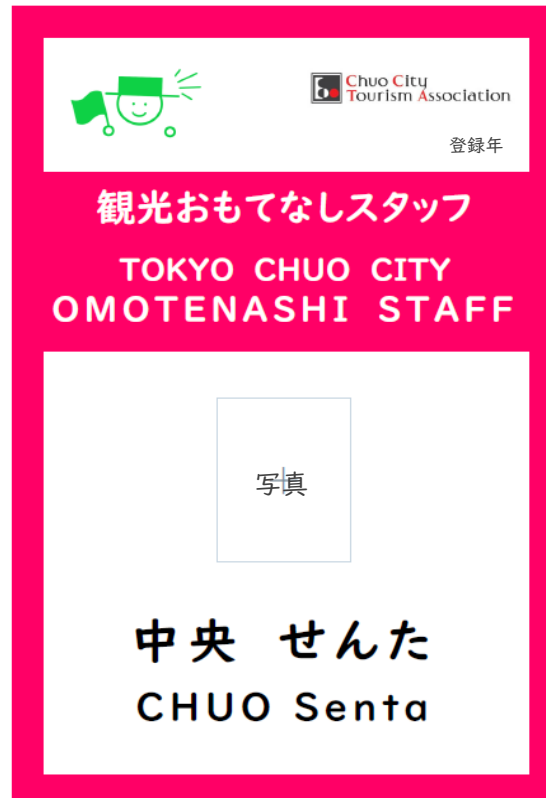 Chuo City
Tourism Association
登録年
観光おもてなしスタッフ
TOKYO CHUO CITY
OMOTENASHI STAFF
写真
中央 せんた
CHUO Senta